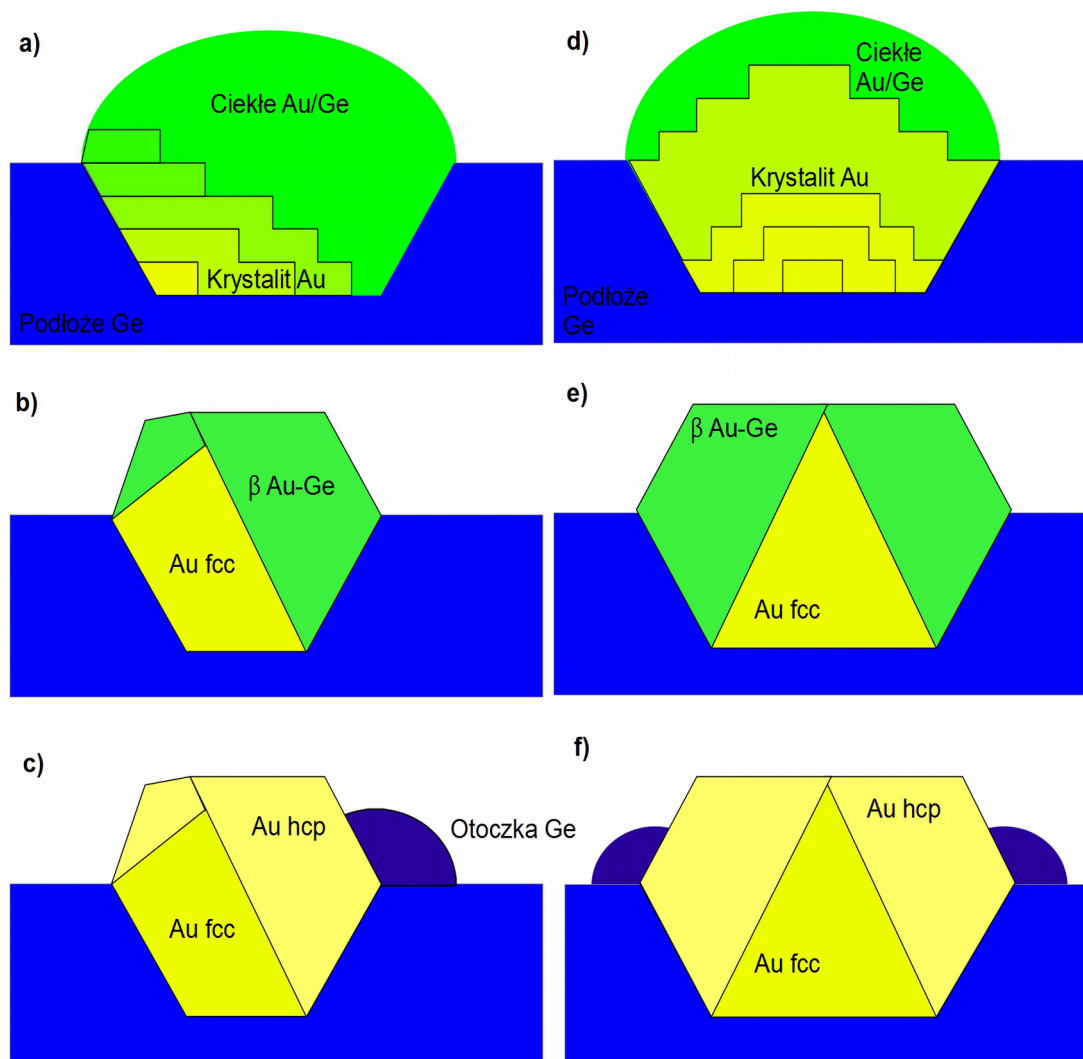 a)
Ciekłe Au/Ge
Krystalit Au
Podłoże Ge
d)
Ciekłe
Au/Ge
Krystalit Au
Podłoże
Ge
b)
β Au-Ge
Au fcc
e)
β Au-Ge
Au fcc
c)
Au hcp
Otoczka Ge
Au fcc
f)
Au hcp
Au fcc